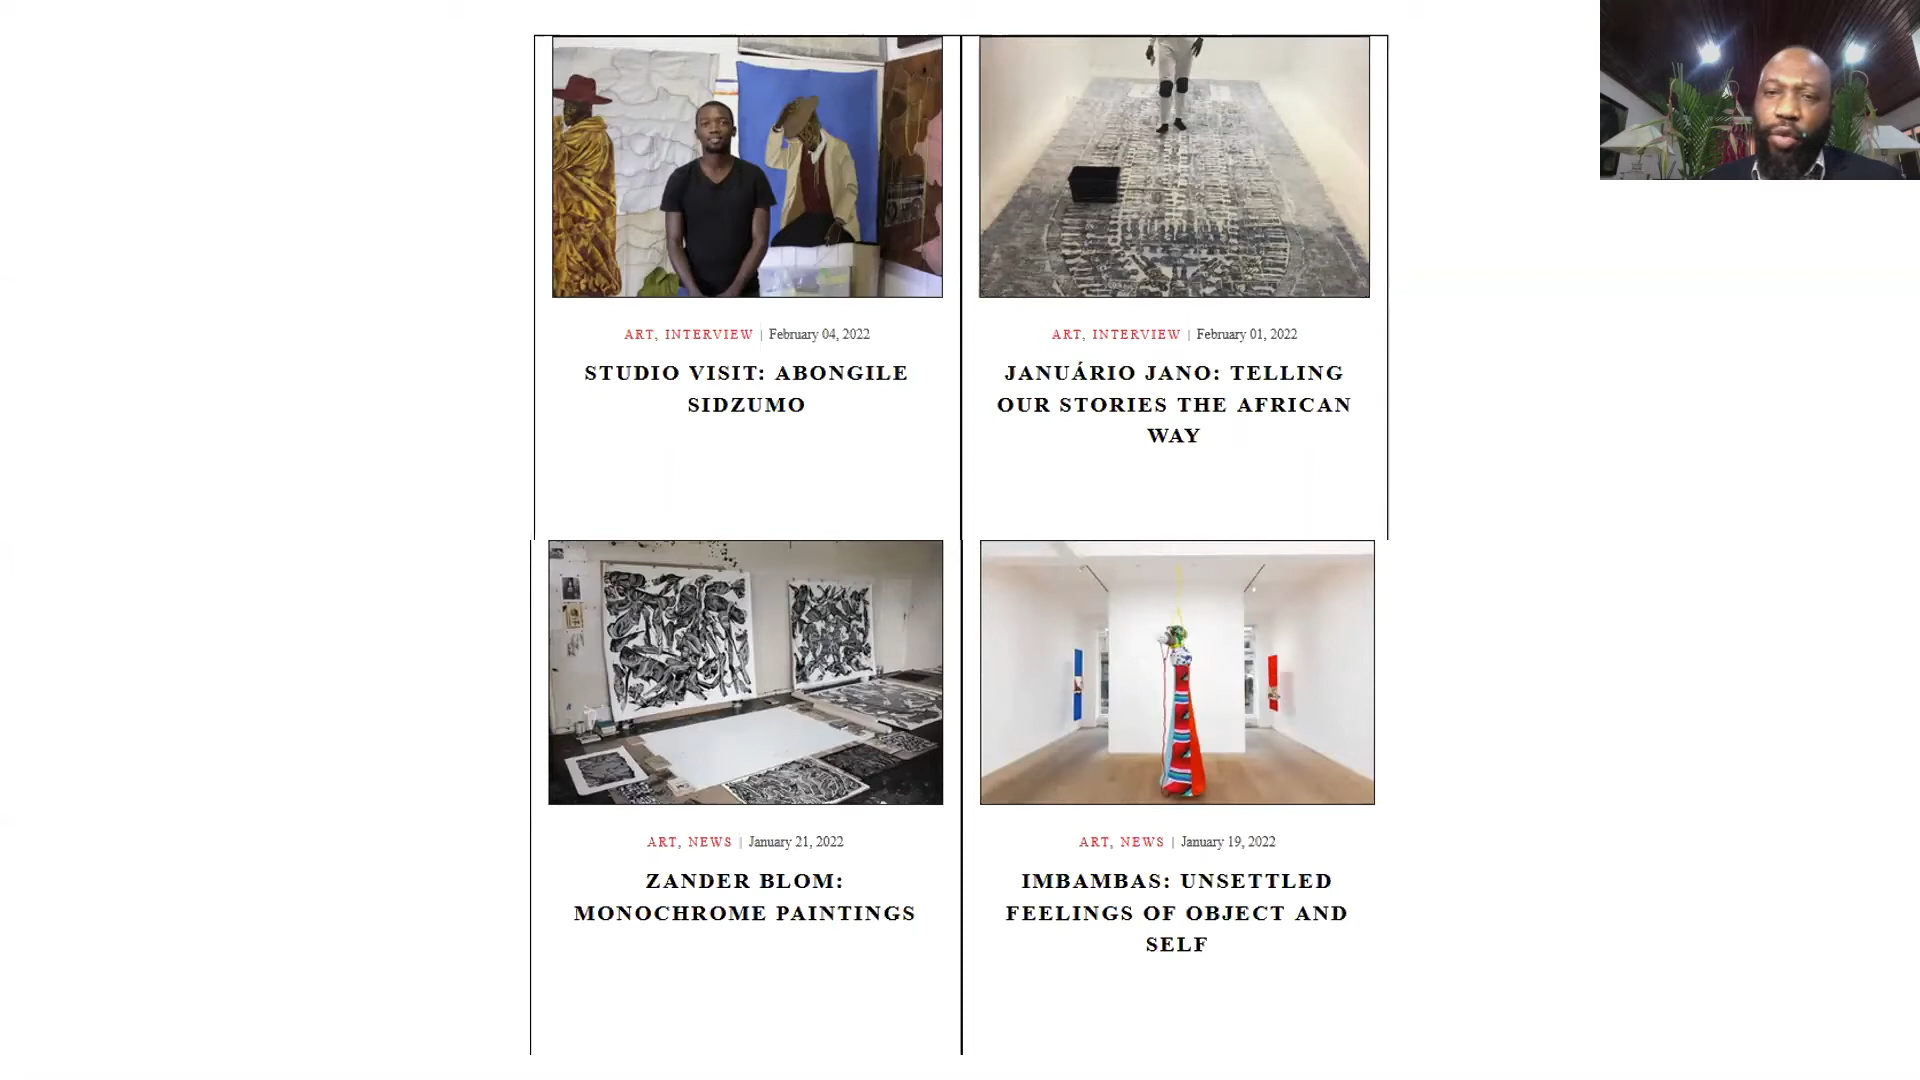 ART, INTERVIEW | February 04, 2022
STUDIO VISIT: ABONGILE
SIDZUMO
ART, INTERVIEW | February 01, 2022
JANUÁRIO JANO: TELLING
OUR STORIES THE AFRICAN
WAY
ART, NEWS | January 21, 2022
ZANDER BLOM:
MONOCHROME PAINTINGS
ART, NEWS | January 19, 2022
IMBAMBAS: UNSETTLED
FEELINGS OF OBJECT AND
SELF